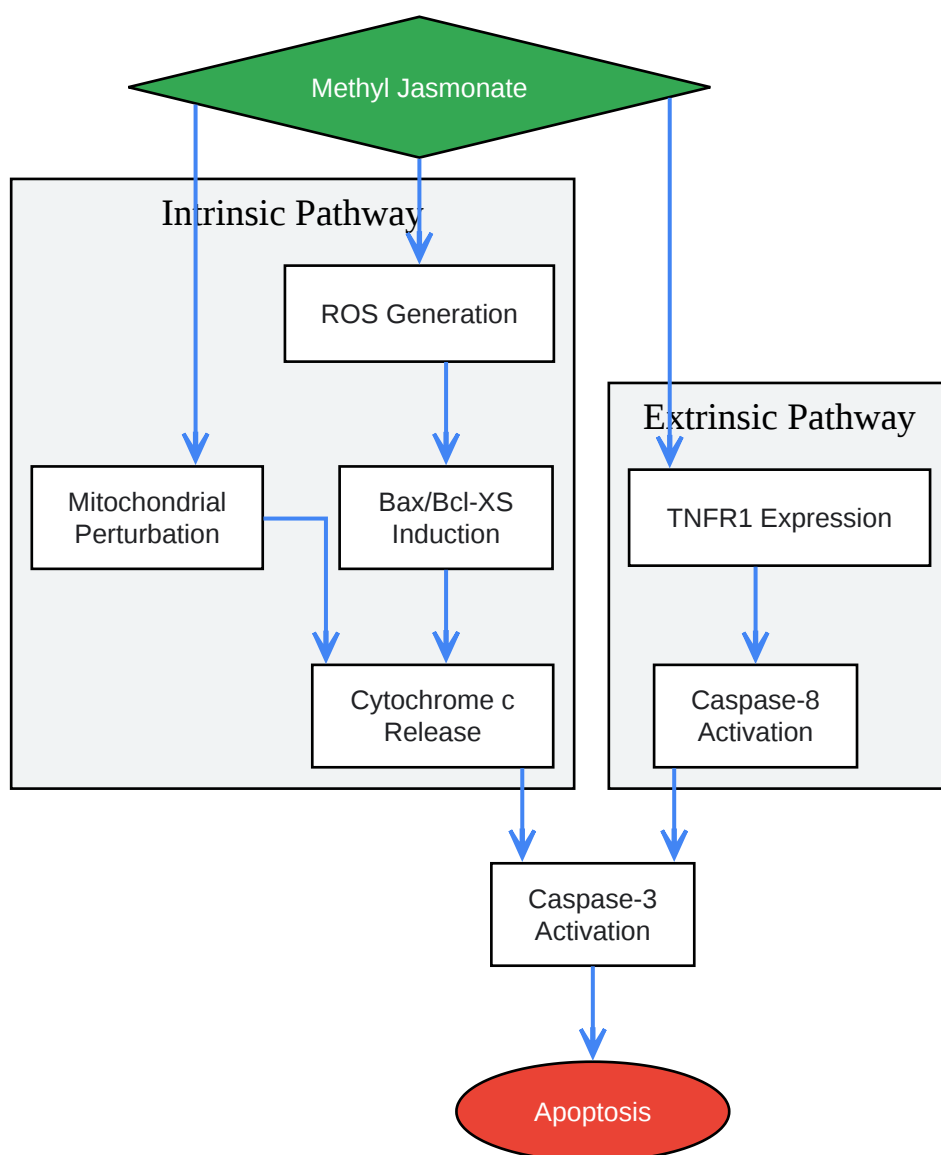 Methyl Jasmonate
Intrinsic Pathway
ROS Generation
Extrinsic Pathway
Mitochondrial
Perturbation
Bax/Bcl-XS
Induction
TNFR1 Expression
Cytochrome c
Release
Caspase-8
Activation
Caspase-3
Activation
Apoptosis